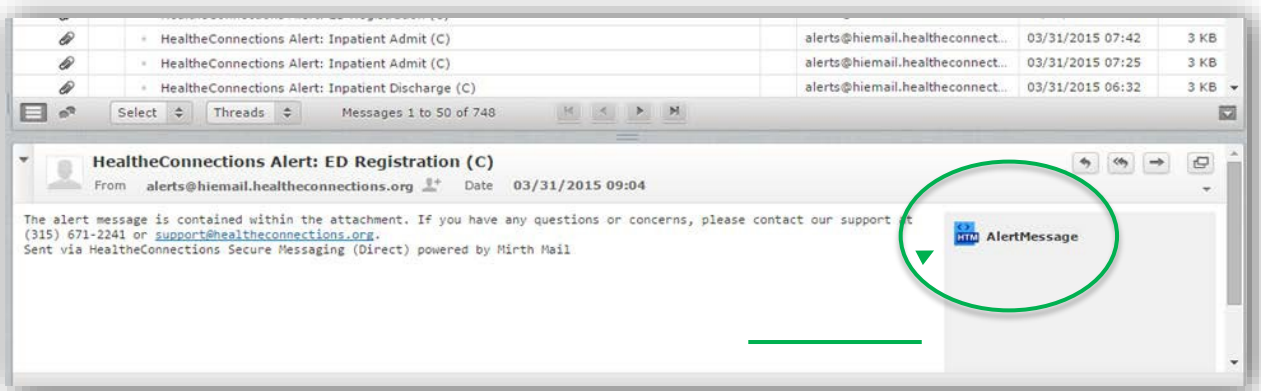 HealtheConnections Alert: Inpatient Admit (C) alerts@hiemail.healtheconnect... 03/31/2015 07:42 3 KB
HealtheConnections Alert: Inpatient Admit (C) alerts@hiemail.healtheconnect... 03/31/2015 07:25 3 KB
HealtheConnections Alert: Inpatient Discharge (C) alerts@hiemail.healtheconnect... 03/31/2015 06:32 3 KB
Select Threads Messages 1 to 50 of 748
HealtheConnections Alert: ED Registration (C)
From alerts@hiemail.healtheconnections.org Date 03/31/2015 09:04
The alert message is contained within the attachment. If you have any questions or concerns, please contact our support at
(315) 671-2241 or support@healtheconnections.org.
Sent via HealtheConnections Secure Messaging (Direct) powered by Mirth Mail
HTM AlertMessage